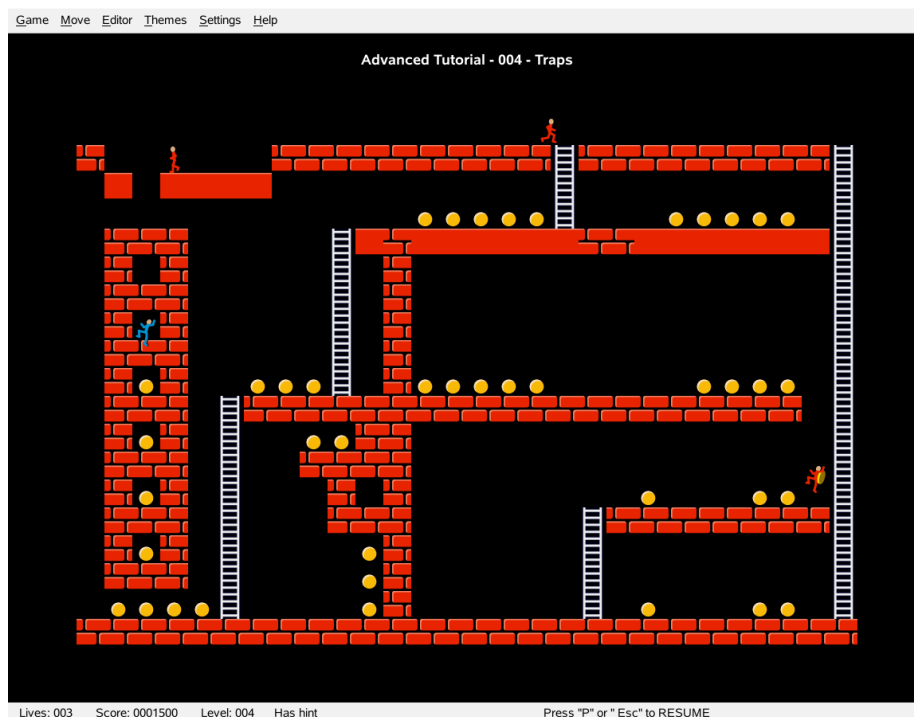 Game Move Editor Themes Settings Help
Advanced Tutorial - 004 - Traps
Lives: 003 Score: 0001500 Level: 004 Has hint Press "P" or " Esc" to RESUME